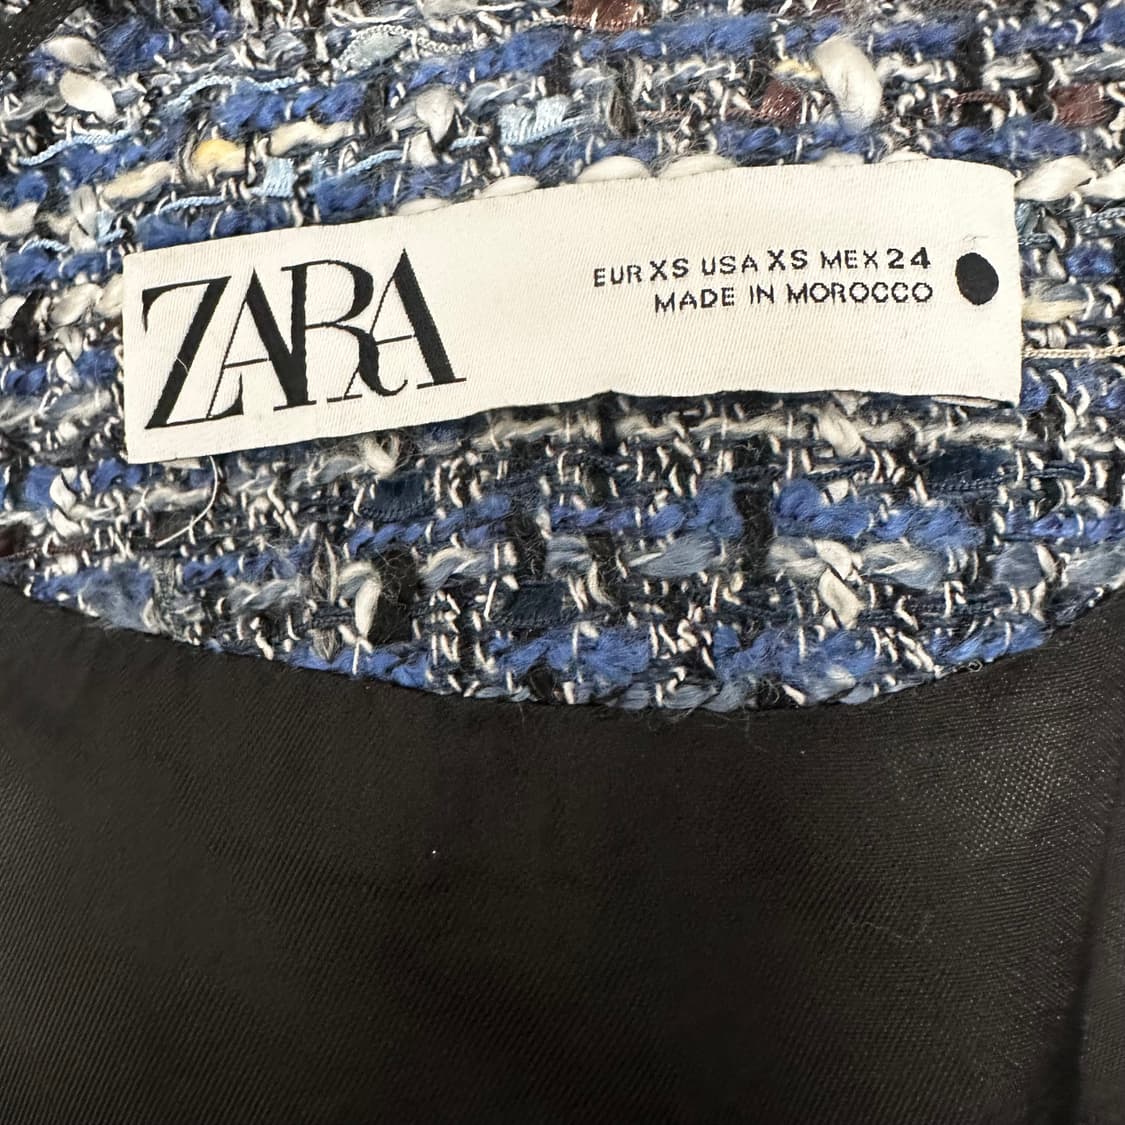 ZARA
EUR XS USA XS MEX 24
MADE IN MOROCCO